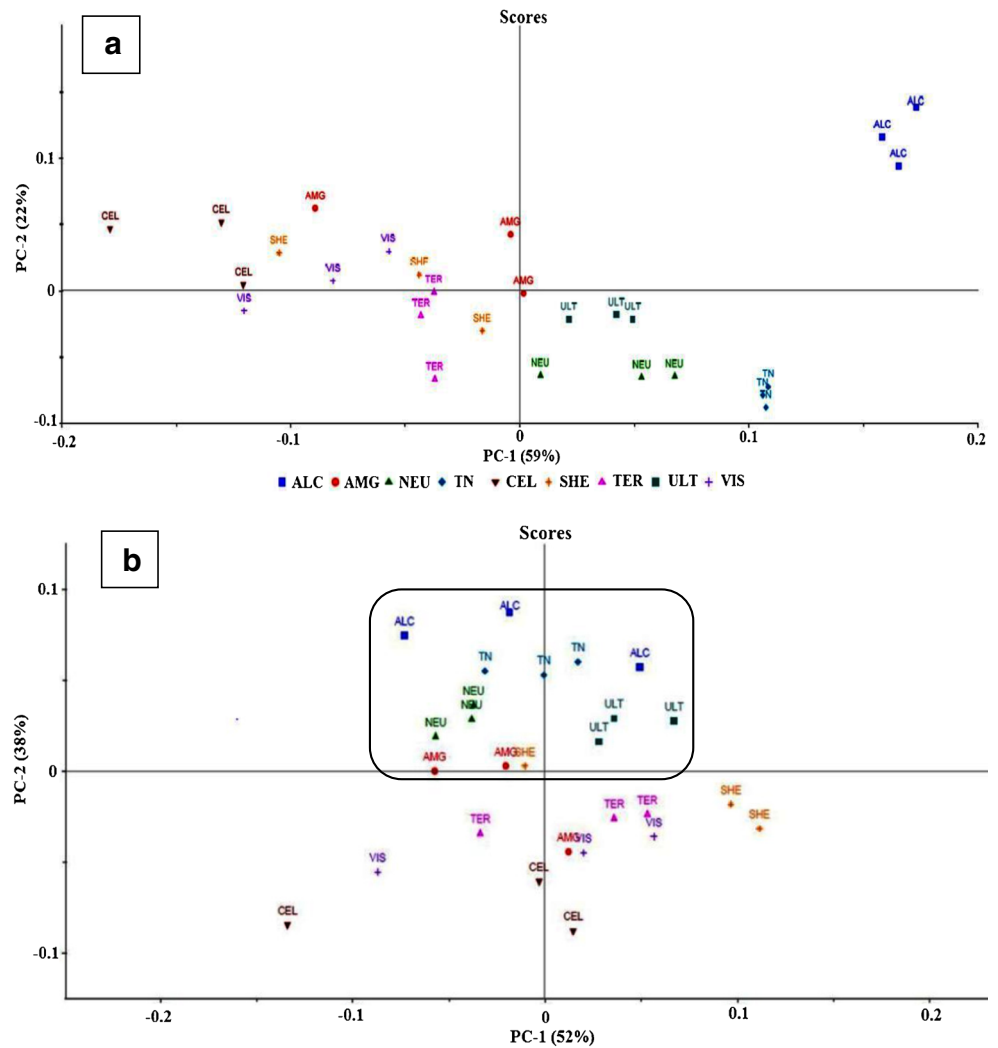 a
Scores
ALC
ALC
ALC
AMG
CEL
CEL
AMG
SHE
VIS
SHE
VIS
TER
CEL
AMG
VIS
TER
ULT
ULT
ULT
SHE
NEU
NEU
NEU
TER
TN
TN
TN
0.1
0
-0.1
PC-2 (22%)
-0.2
-0.1
0
0.1
0.2
PC-1 (59%)
ALC AMG NEU TN CEL SHE TER ULT VIS
b
Scores
ALC
ALC
TN
TN
TN
ALC
NEU
NEU
NEU
ULT
ULT
ULT
AMG
AMG
SHE
SHE
TER
TER
TER
SHE
VIS
AMG
VIS
VIS
CEL
CEL
CEL
0.1
0
-0.1
PC-2 (38%)
-0.2
-0.1
0
0.1
0.2
PC-1 (52%)